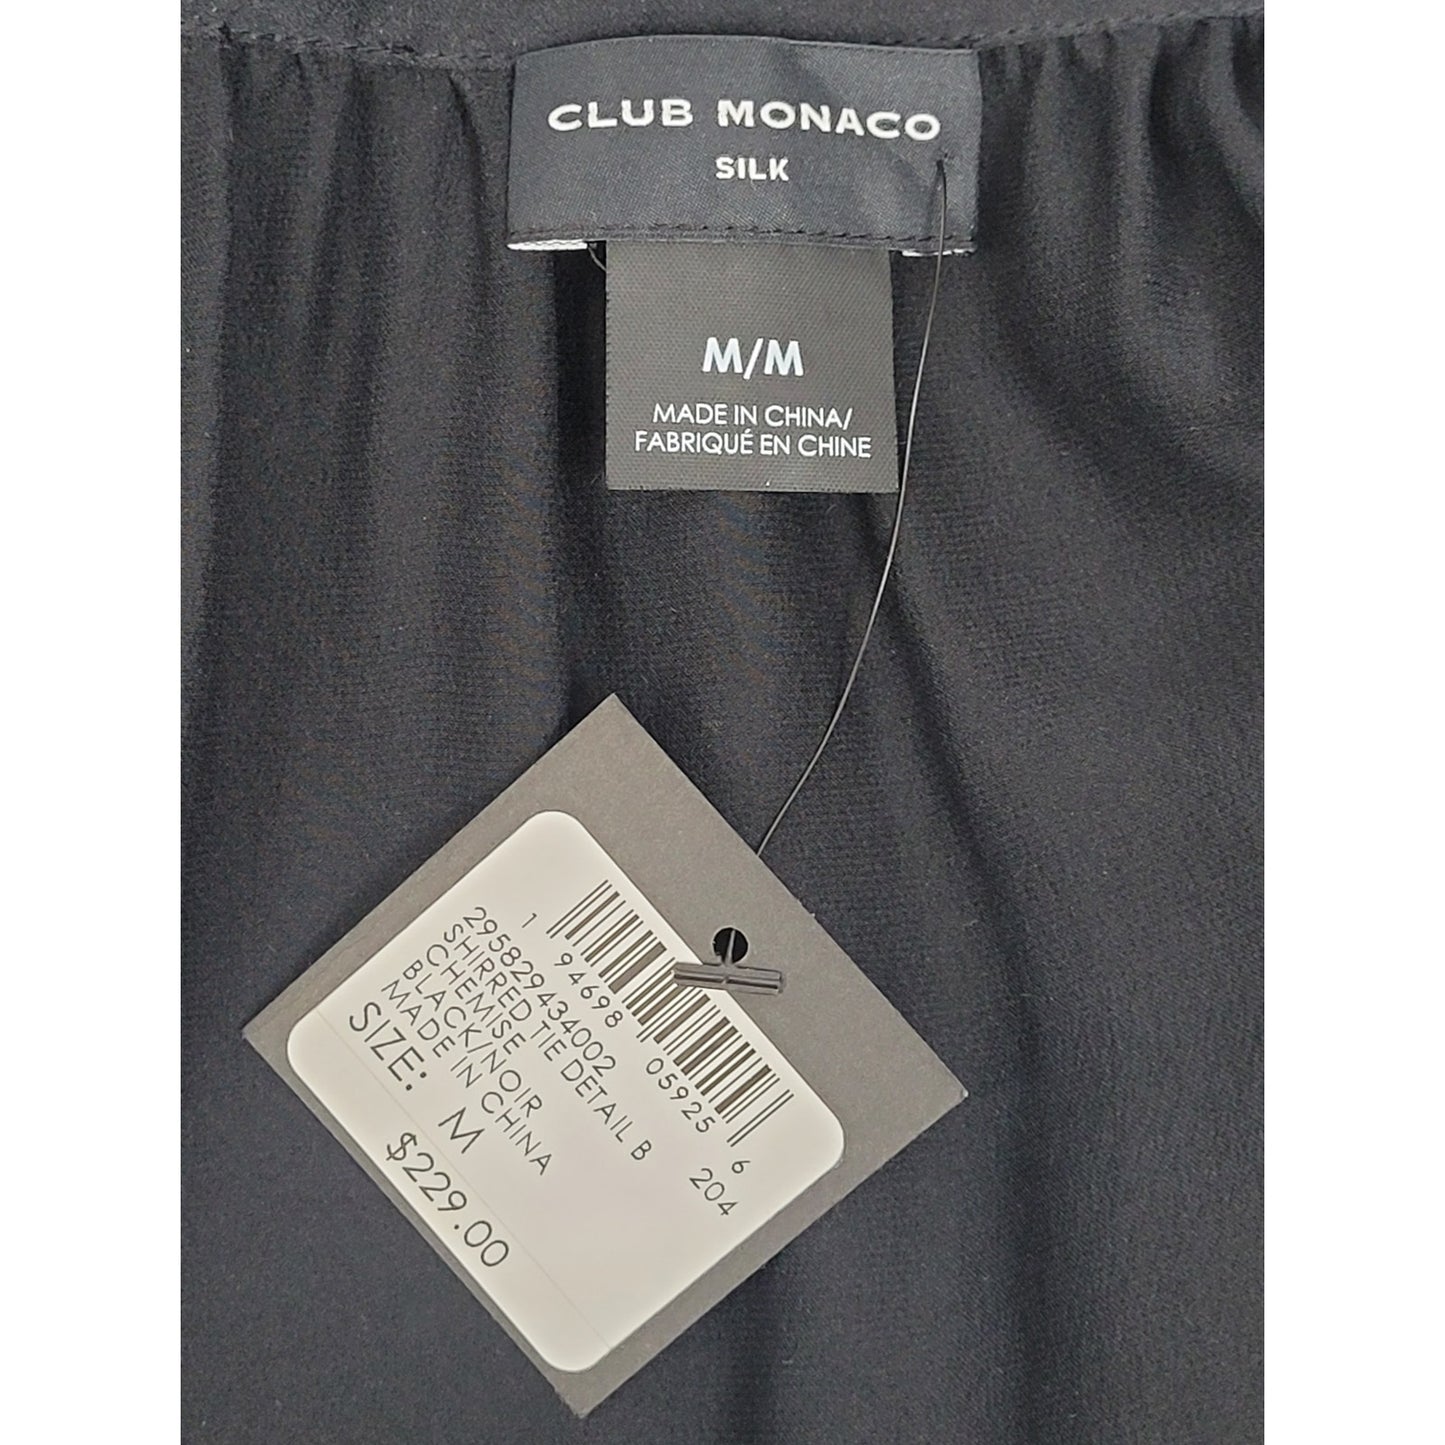 CLUB MONACO
SILK
M/M
MADE IN CHINA/
FABRIQUÉ EN CHINE
1 94698 05925 6
295829434002 204
SHIRRED TIE DETAIL B
CHEMISE
BLACK/NOIR
MADE IN CHINA
SIZE: M
$229.00